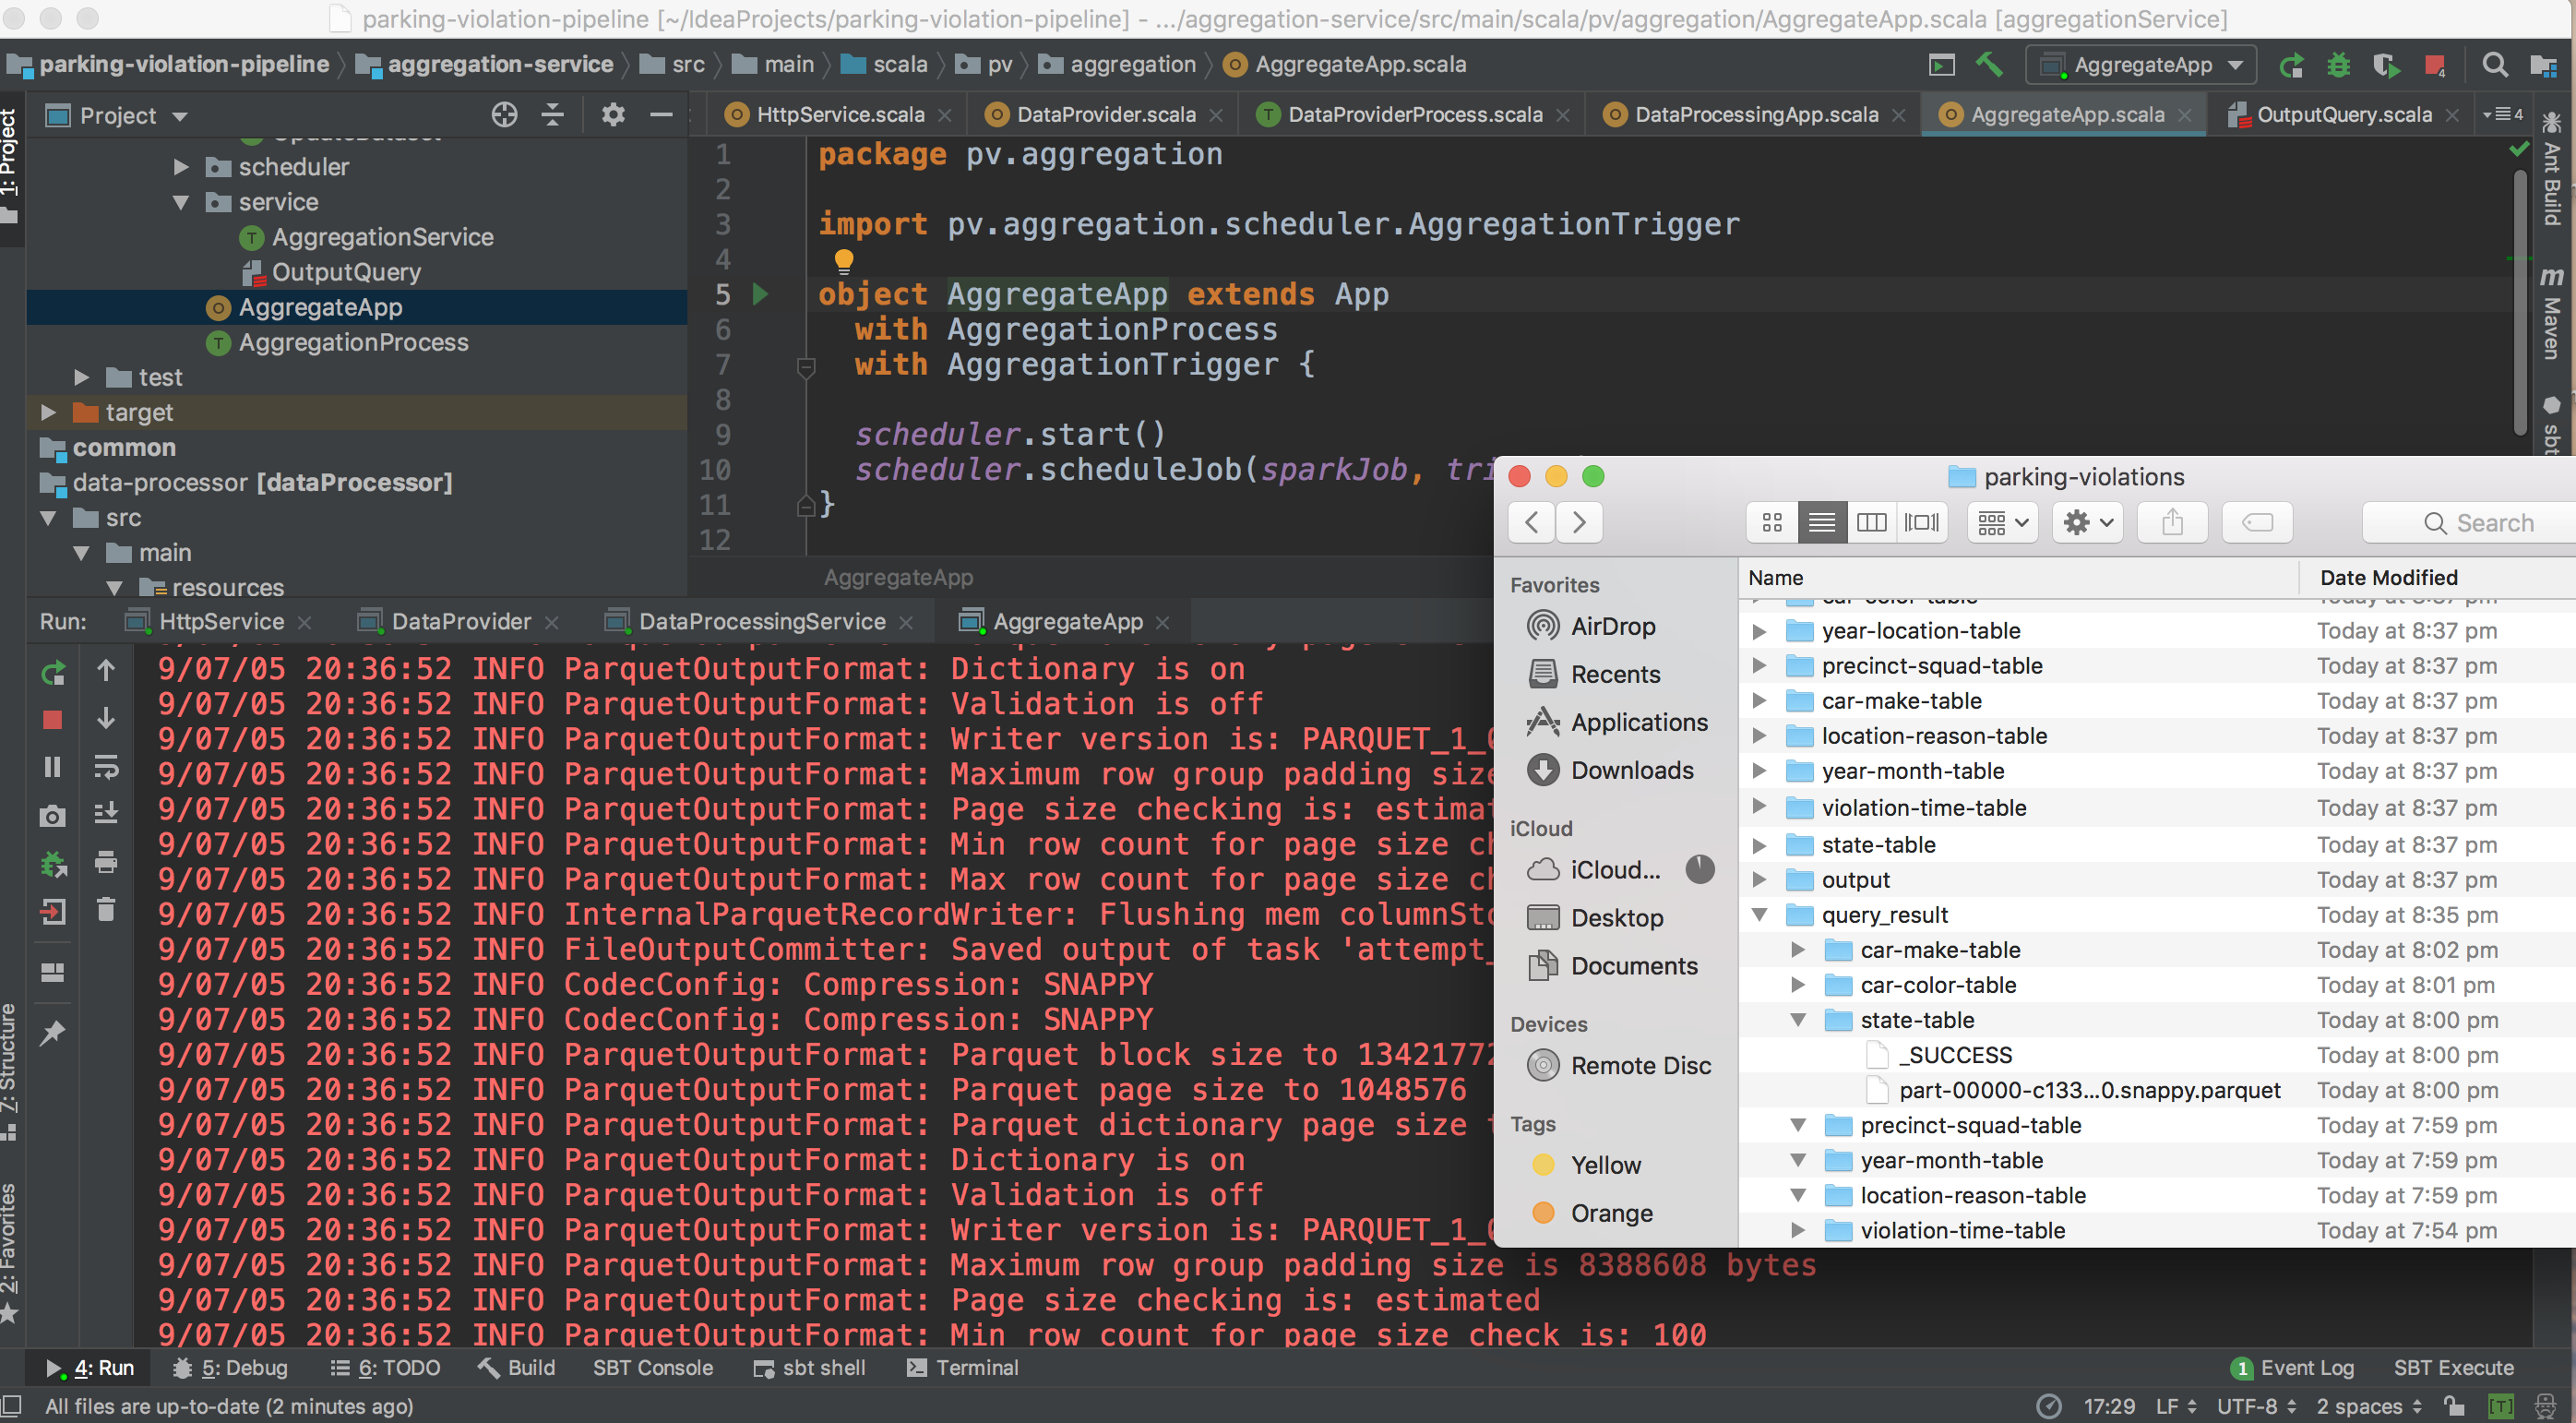 parking-violation-pipeline [~/IdeaProjects/parking-violation-pipeline] - .../aggregation-service/src/main/scala/pv/aggregation/AggregateApp.scala [aggregationService]
parking-violation-pipeline aggregation-service src main scala pv aggregation AggregateApp.scala AggregateApp 4
Project HttpService.scala DataProvider.scala DataProviderProcess.scala DataProcessingApp.scala AggregateApp.scala OutputQuery.scala 4
1: Project
scheduler
service
AggregationService
OutputQuery
AggregateApp
AggregationProcess
test
target
common
data-processor [dataProcessor]
src
main
resources
1 package pv.aggregation
2
3 import pv.aggregation.scheduler.AggregationTrigger
4
5 object AggregateApp extends App
6 with AggregationProcess
7 with AggregationTrigger {
8
9 scheduler.start()
10 scheduler.scheduleJob(sparkJob, tri
11 }
12
AggregateApp
Ant Build
m Maven
sbt
Run: HttpService DataProvider DataProcessingService AggregateApp
9/07/05 20:36:52 INFO ParquetOutputFormat: Dictionary is on
9/07/05 20:36:52 INFO ParquetOutputFormat: Validation is off
9/07/05 20:36:52 INFO ParquetOutputFormat: Writer version is: PARQUET_1_
9/07/05 20:36:52 INFO ParquetOutputFormat: Maximum row group padding size
9/07/05 20:36:52 INFO ParquetOutputFormat: Page size checking is: estimat
9/07/05 20:36:52 INFO ParquetOutputFormat: Min row count for page size ch
9/07/05 20:36:52 INFO ParquetOutputFormat: Max row count for page size ch
9/07/05 20:36:52 INFO InternalParquetRecordWriter: Flushing mem columnSto
9/07/05 20:36:52 INFO FileOutputCommitter: Saved output of task 'attempt_
9/07/05 20:36:52 INFO CodecConfig: Compression: SNAPPY
9/07/05 20:36:52 INFO CodecConfig: Compression: SNAPPY
9/07/05 20:36:52 INFO ParquetOutputFormat: Parquet block size to 13421772
9/07/05 20:36:52 INFO ParquetOutputFormat: Parquet page size to 1048576
9/07/05 20:36:52 INFO ParquetOutputFormat: Parquet dictionary page size
9/07/05 20:36:52 INFO ParquetOutputFormat: Dictionary is on
9/07/05 20:36:52 INFO ParquetOutputFormat: Validation is off
9/07/05 20:36:52 INFO ParquetOutputFormat: Writer version is: PARQUET_1_
9/07/05 20:36:52 INFO ParquetOutputFormat: Maximum row group padding size is 8388608 bytes
9/07/05 20:36:52 INFO ParquetOutputFormat: Page size checking is: estimated
9/07/05 20:36:52 INFO ParquetOutputFormat: Min row count for page size check is: 100
7: Structure
2: Favorites
parking-violations
Search
Favorites
AirDrop
Recents
Applications
Downloads
iCloud
iCloud...
Desktop
Documents
Devices
Remote Disc
Tags
Yellow
Orange
Name Date Modified
car-color-table Today at 8:37 pm
year-location-table Today at 8:37 pm
precinct-squad-table Today at 8:37 pm
car-make-table Today at 8:37 pm
location-reason-table Today at 8:37 pm
year-month-table Today at 8:37 pm
violation-time-table Today at 8:37 pm
state-table Today at 8:37 pm
output Today at 8:37 pm
query_result Today at 8:35 pm
car-make-table Today at 8:02 pm
car-color-table Today at 8:01 pm
state-table Today at 8:00 pm
_SUCCESS Today at 8:00 pm
part-00000-c133...0.snappy.parquet Today at 8:00 pm
precinct-squad-table Today at 7:59 pm
year-month-table Today at 7:59 pm
location-reason-table Today at 7:59 pm
violation-time-table Today at 7:54 pm
4: Run 5: Debug 6: TODO Build SBT Console sbt shell Terminal 1 Event Log SBT Execute
All files are up-to-date (2 minutes ago) 17:29 LF UTF-8 2 spaces [T]